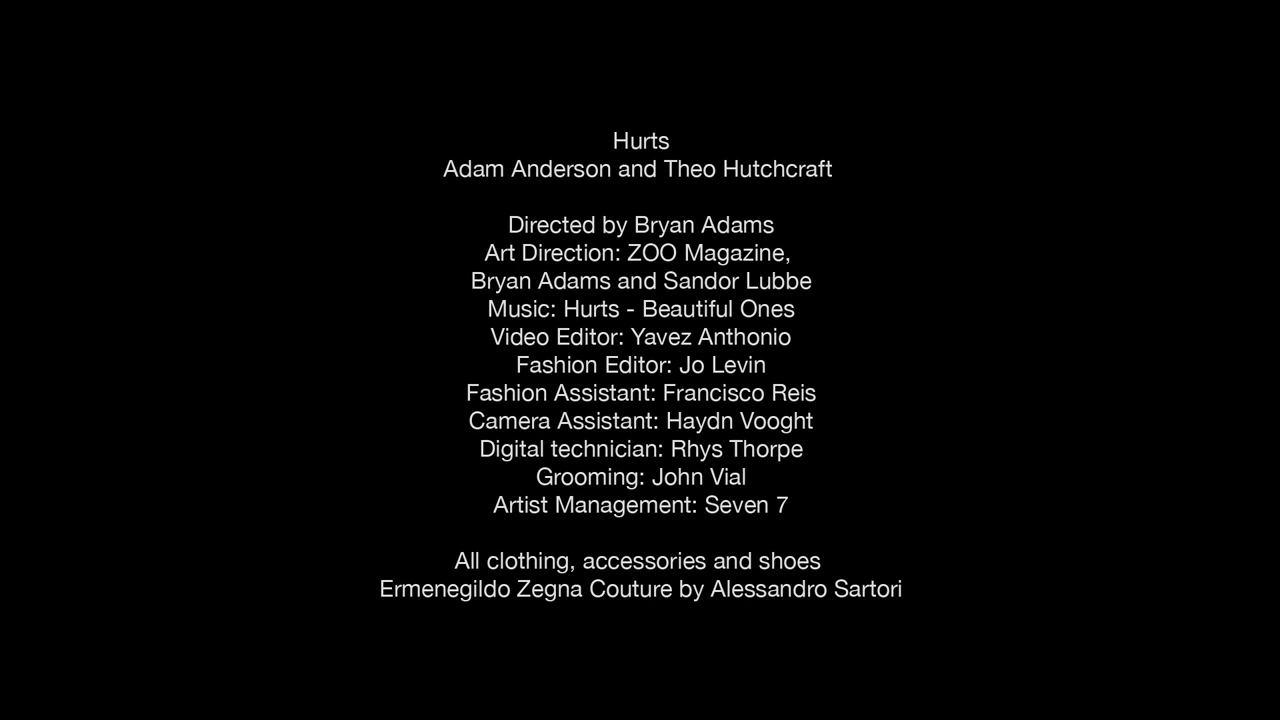 Hurts
Adam Anderson and Theo Hutchcraft
Directed by Bryan Adams
Art Direction: ZOO Magazine,
Bryan Adams and Sandor Lubbe
Music: Hurts - Beautiful Ones
Video Editor: Yavez Anthonio
Fashion Editor: Jo Levin
Fashion Assistant: Francisco Reis
Camera Assistant: Haydn Vooght
Digital technician: Rhys Thorpe
Grooming: John Vial
Artist Management: Seven 7
All clothing, accessories and shoes
Ermenegildo Zegna Couture by Alessandro Sartori